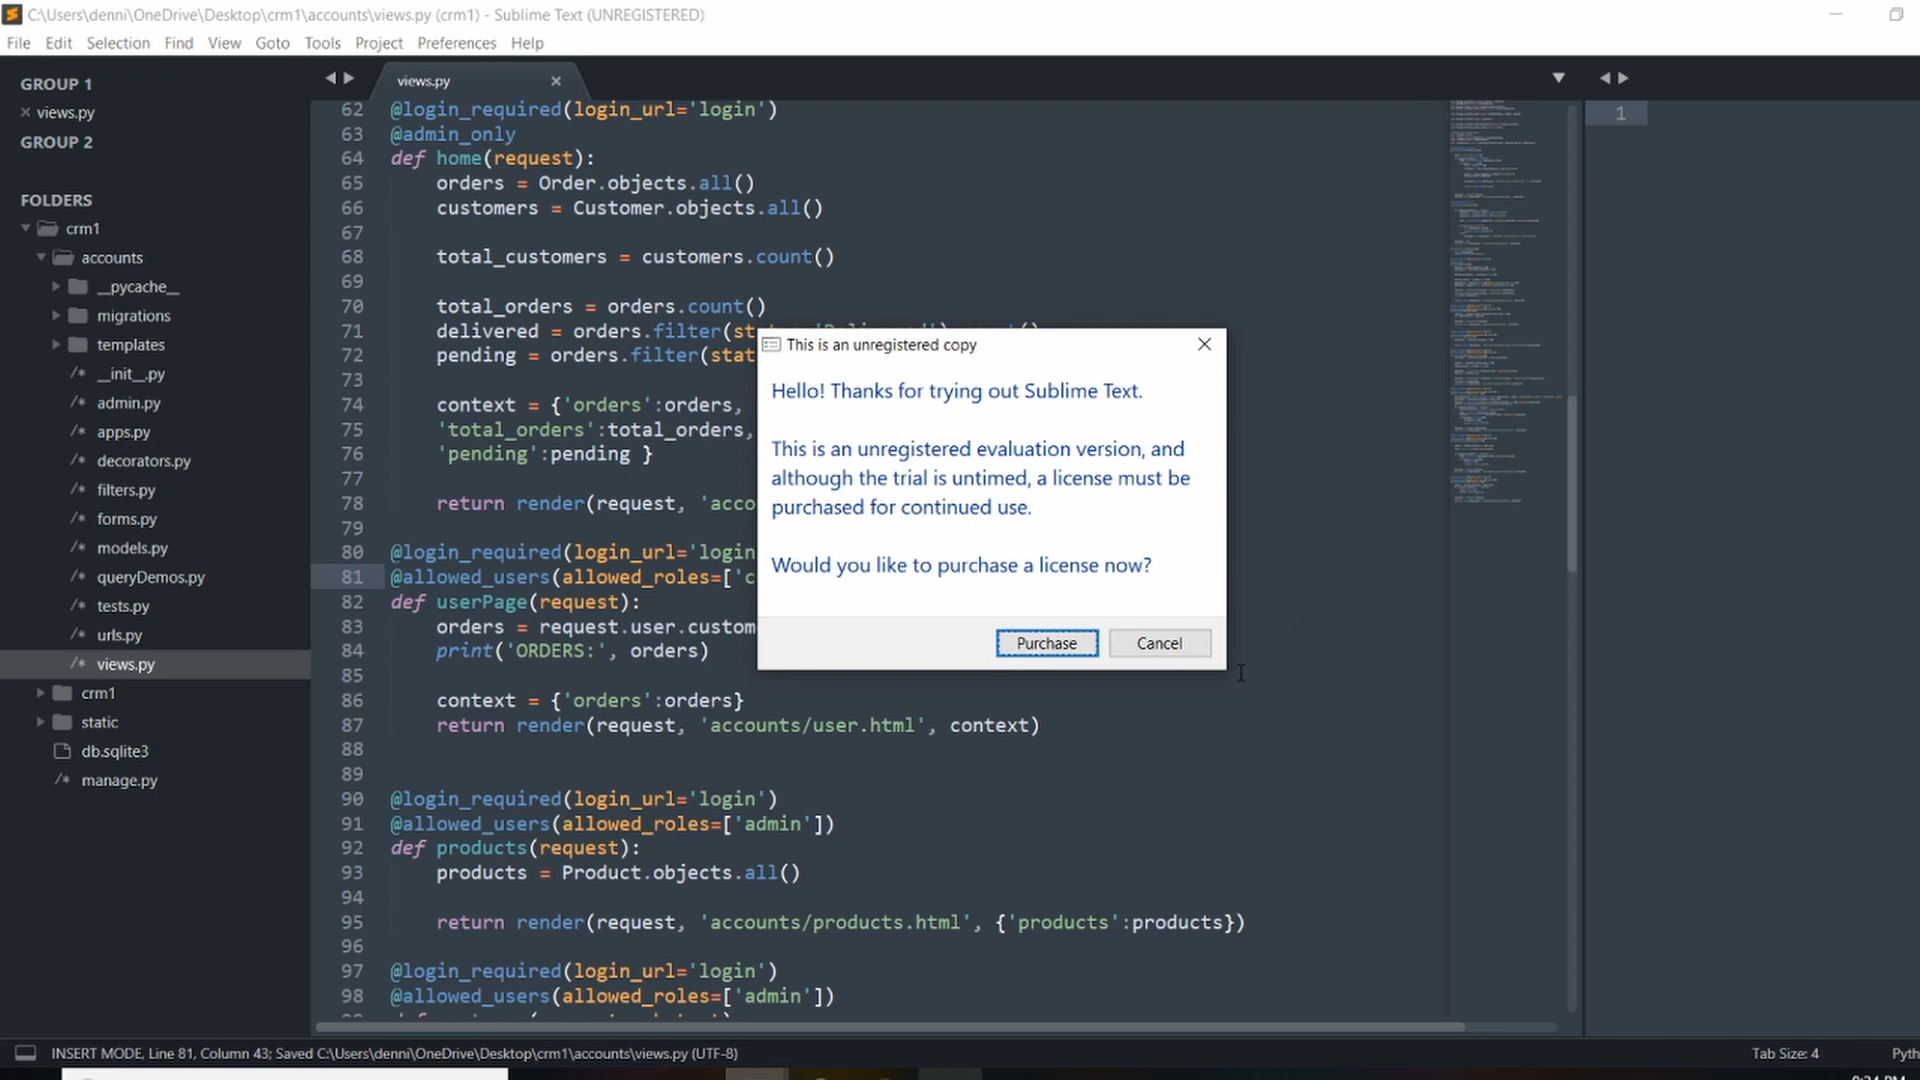 C:\Users\denni\OneDrive\Desktop\crm1\accounts\views.py (crm1) - Sublime Text (UNREGISTERED)
File Edit Selection Find View Goto Tools Project Preferences Help
GROUP 1
views.py
GROUP 2
FOLDERS
crm1
accounts
__pycache__
migrations
templates
__init__.py
admin.py
apps.py
decorators.py
filters.py
forms.py
models.py
queryDemos.py
tests.py
urls.py
views.py
crm1
static
db.sqlite3
manage.py
views.py
62 @login_required(login_url='login')
63 @admin_only
64 def home(request):
65 orders = Order.objects.all()
66 customers = Customer.objects.all()
67
68 total_customers = customers.count()
69
70 total_orders = orders.count()
71 delivered = orders.filter(st
72 pending = orders.filter(stat
73
74 context = {'orders':orders,
75 'total_orders':total_orders,
76 'pending':pending }
77
78 return render(request, 'acco
79
80 @login_required(login_url='login
81 @allowed_users(allowed_roles=['c
82 def userPage(request):
83 orders = request.user.custom
84 print('ORDERS:', orders)
85
86 context = {'orders':orders}
87 return render(request, 'accounts/user.html', context)
88
89
90 @login_required(login_url='login')
91 @allowed_users(allowed_roles=['admin'])
92 def products(request):
93 products = Product.objects.all()
94
95 return render(request, 'accounts/products.html', {'products':products})
96
97 @login_required(login_url='login')
98 @allowed_users(allowed_roles=['admin'])
1
This is an unregistered copy
Hello! Thanks for trying out Sublime Text.
This is an unregistered evaluation version, and
although the trial is untimed, a license must be
purchased for continued use.
Would you like to purchase a license now?
Purchase Cancel
INSERT MODE, Line 81, Column 43; Saved C:\Users\denni\OneDrive\Desktop\crm1\accounts\views.py (UTF-8)
Tab Size: 4 Pyth